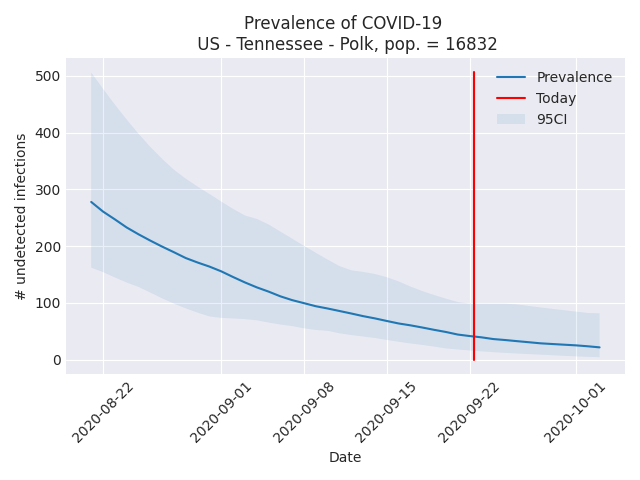 Prevalence of COVID-19
US - Tennessee - Polk, pop. = 16832
Prevalence
Today
95CI
# undetected infections
500
400
300
200
100
0
2020-08-22
2020-09-01
2020-09-08
2020-09-15
2020-09-22
2020-10-01
Date